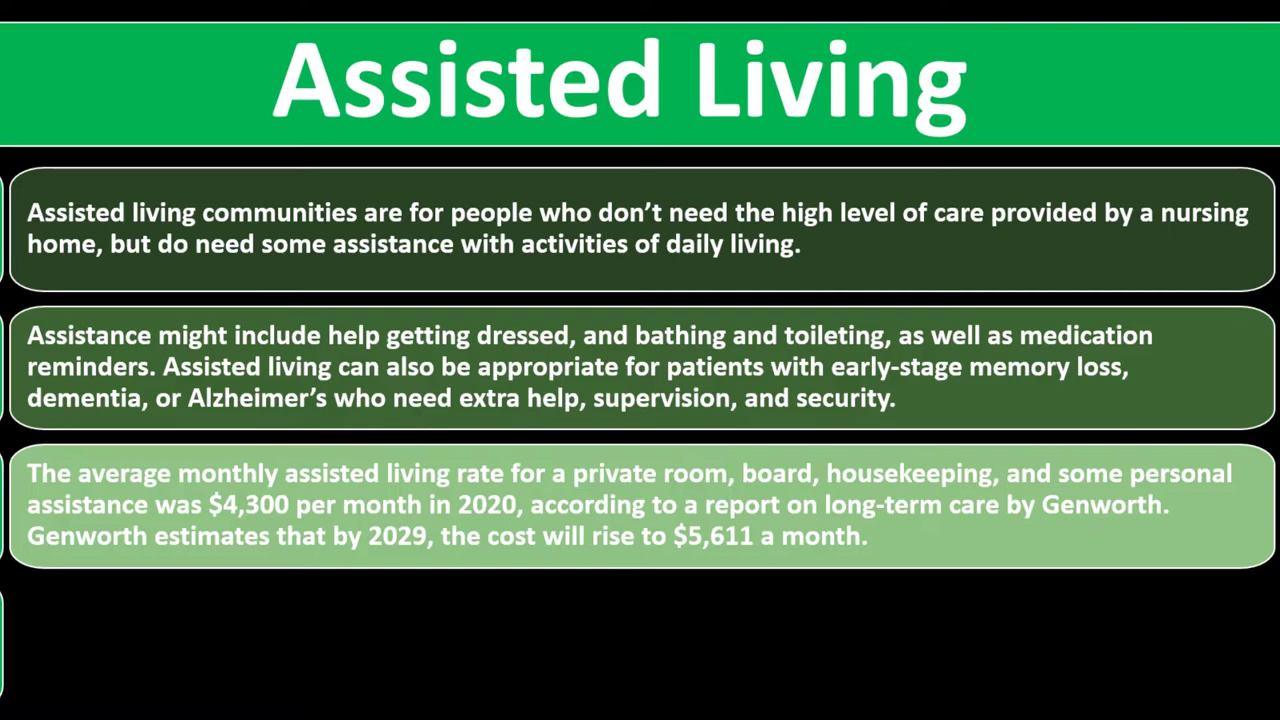 Assisted Living
Assisted living communities are for people who don’t need the high level of care provided by a nursing
home, but do need some assistance with activities of daily living.
Assistance might include help getting dressed, and bathing and toileting, as well as medication
reminders. Assisted living can also be appropriate for patients with early-stage memory loss,
dementia, or Alzheimer’s who need extra help, supervision, and security.
The average monthly assisted living rate for a private room, board, housekeeping, and some personal
assistance was $4,300 per month in 2020, according to a report on long-term care by Genworth.
Genworth estimates that by 2029, the cost will rise to $5,611 a month.